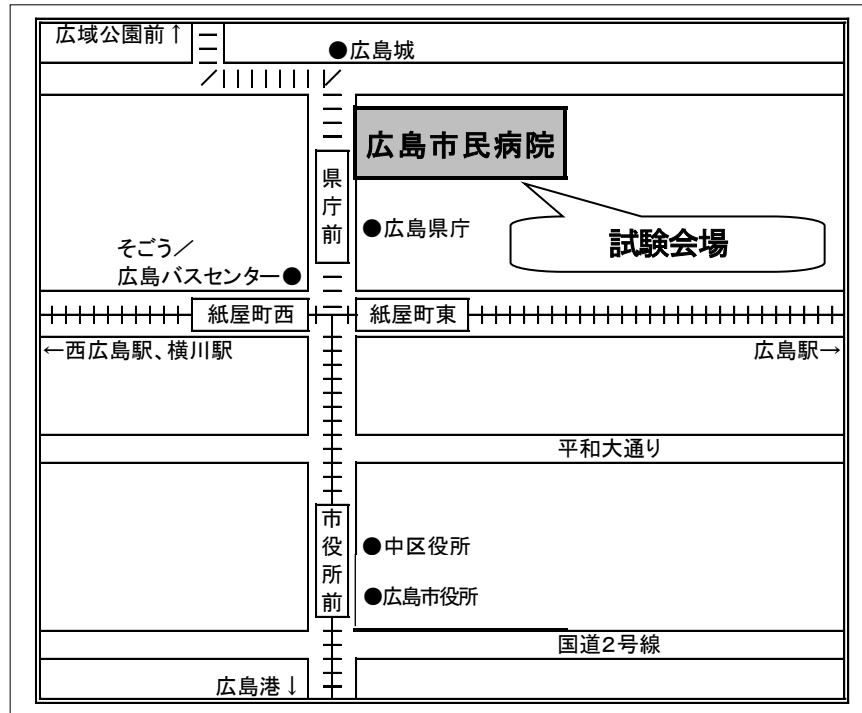 広域公園前↑
●広島城
広島市民病院
県庁前
●広島県庁
試験会場
そごう／
広島バスセンター●
紙屋町西
紙屋町東
←西広島駅、横川駅
広島駅→
平和大通り
市役所前
●中区役所
●広島市役所
国道2号線
広島港↓